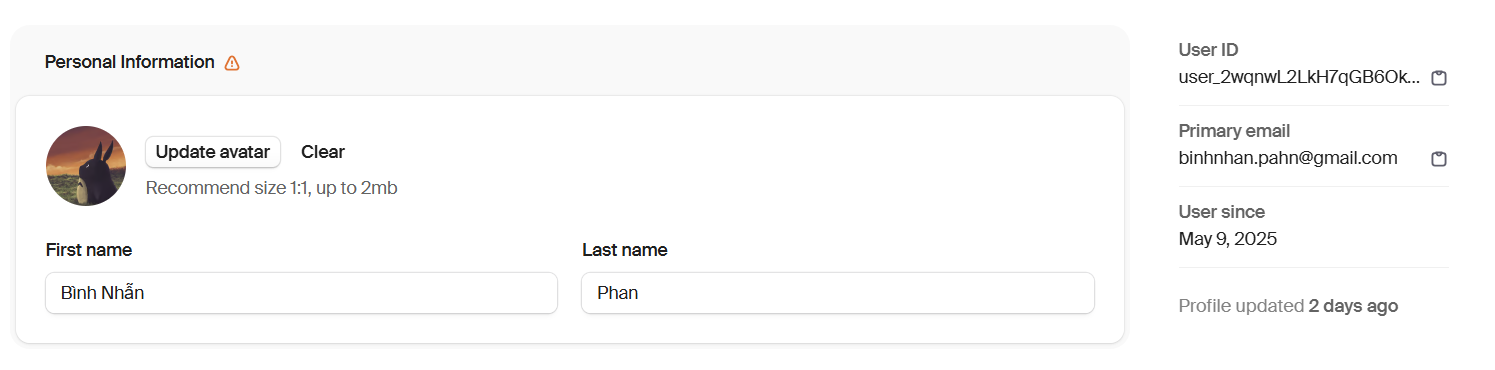 Personal Information
Update avatar
Clear
Recommend size 1:1, up to 2mb
First name
Last name
Bình Nhẫn
Phan
User ID
user_2wqnwL2LkH7qGB6Ok...
Primary email
binhnhan.pahn@gmail.com
User since
May 9, 2025
Profile updated 2 days ago